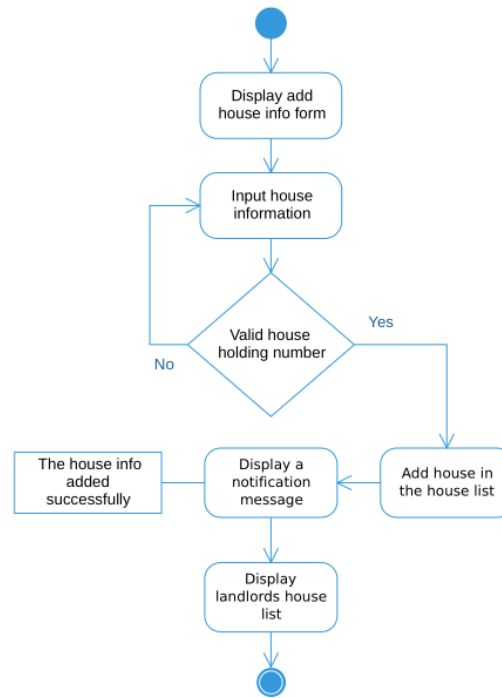 Display add
house info form
Input house
information
Valid house
holding number
Yes
No
The house info
added
successfully
Display a
notification
message
Add house in
the house list
Display
landlords house
list